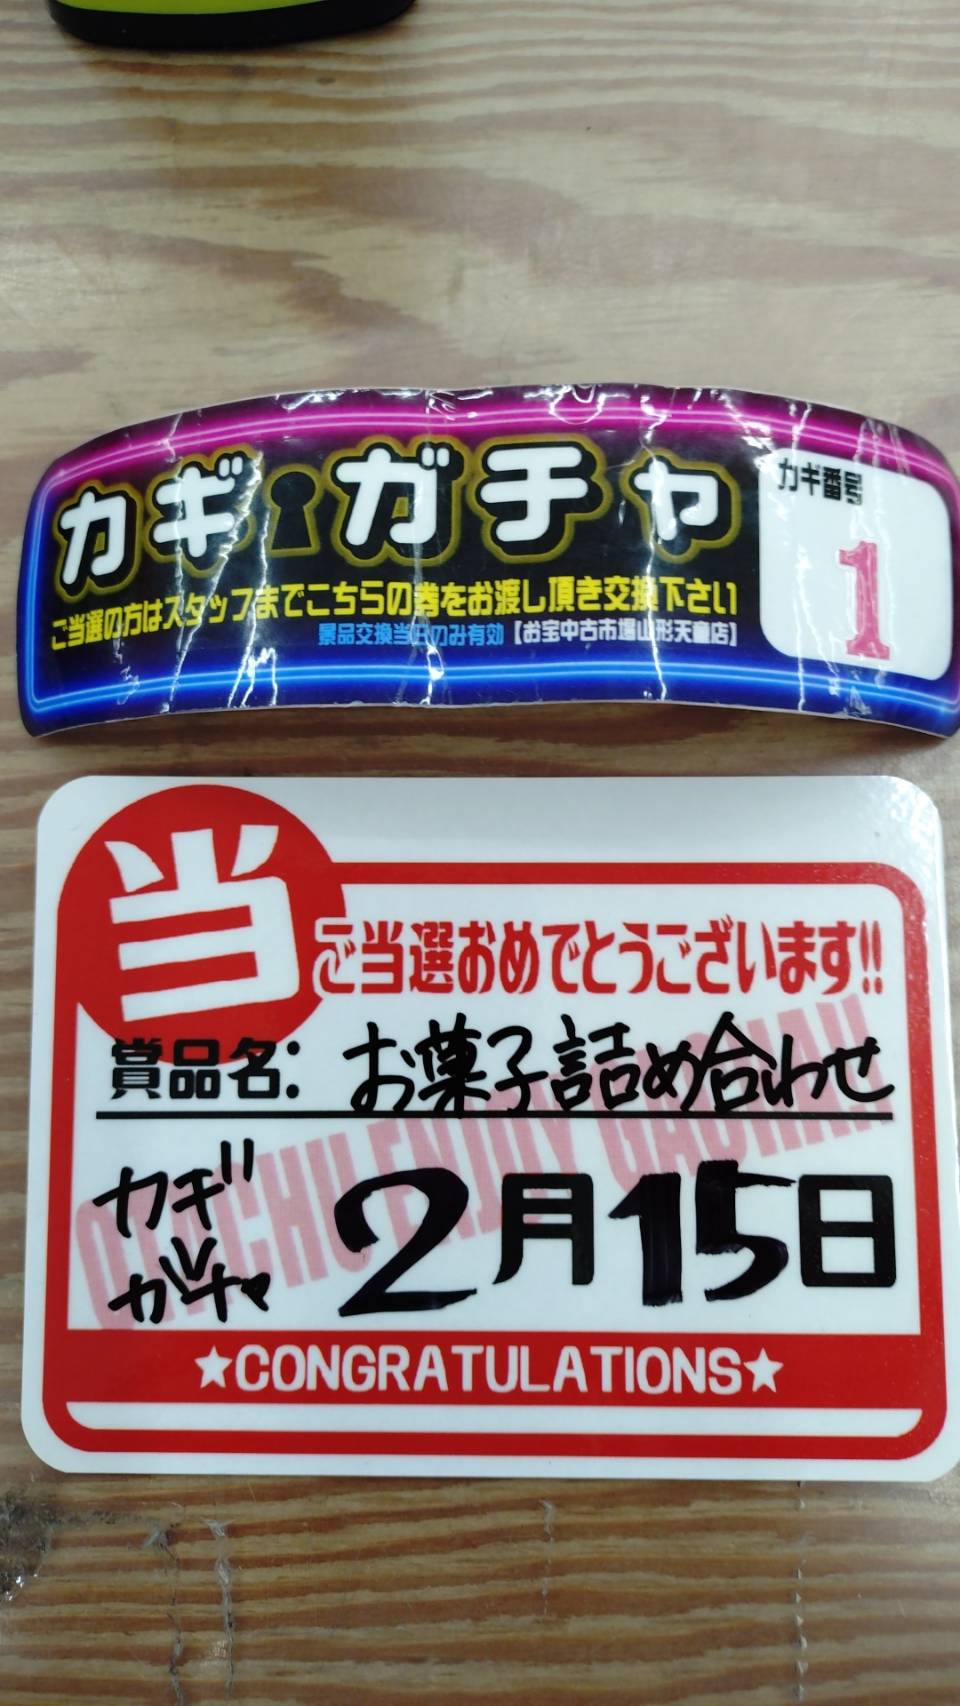 カギガチャ
カギ番号
1
ご当選の方はスタッフまでこちらの券をお渡し頂き交換下さい
景品交換当日のみ有効【お宝中古市場山形天童店】
当
ご当選おめでとうございます!!
賞品名：お菓子詰め合わせ
カギガチャ
2月15日
OTACHU ENJOY GACHA!!
★CONGRATULATIONS★